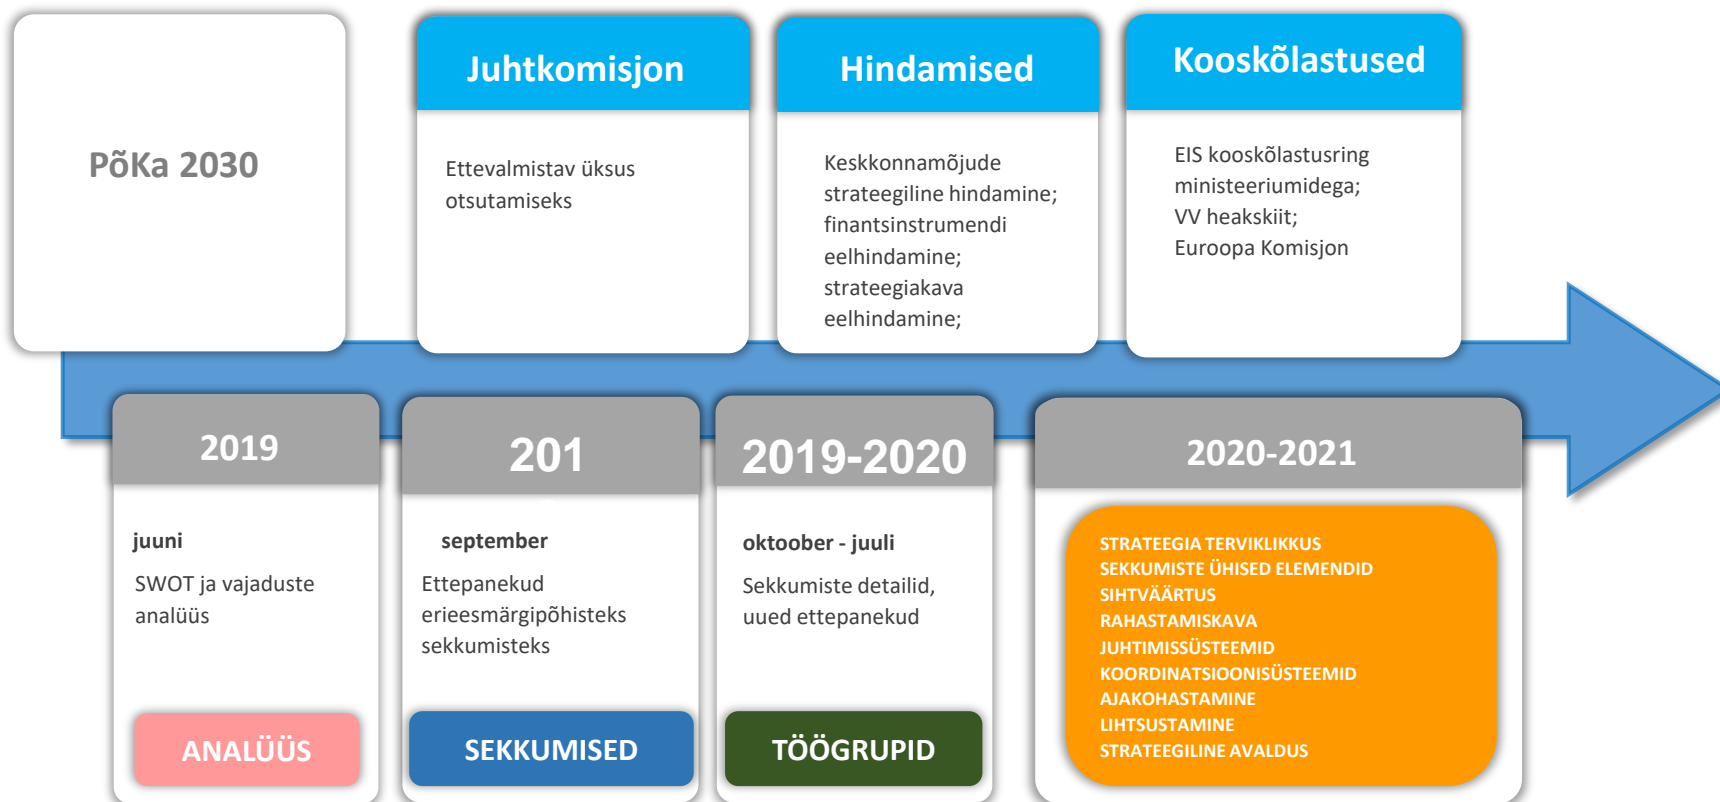 PõKa 2030
Juhtkomisjon
Ettevalmistav üksus
otsutamiseks
Hindamised
Keskkonnamõjude
strateegiline hindamine;
finantsinstrumendi
eelhindamine;
strateegiakava
eelhindamine;
Kooskõlastused
EIS kooskõlastusring
ministeeriumidega;
VV heakskiit;
Euroopa Komisjon
2019
juuni
SWOT ja vajaduste
analüüs
ANALÜÜS
201
september
Ettepanekud
erieesmärgipõhisteks
sekkumisteks
SEKKUMISED
2019-2020
oktoober - juuli
Sekkumiste detailid,
uued ettepanekud
TÖÖGRUPID
2020-2021
STRATEEGIA TERVIKLIKKUS
SEKKUMISTE ÜHISED ELEMENDID
SIHTVÄÄRTUS
RAHASTAMISKAVA
JUHTIMISSÜSTEEMID
KOORDINATSIOONISÜSTEEMID
AJAKOHASTAMINE
LIHTSUSTAMINE
STRATEEGILINE AVALDUS